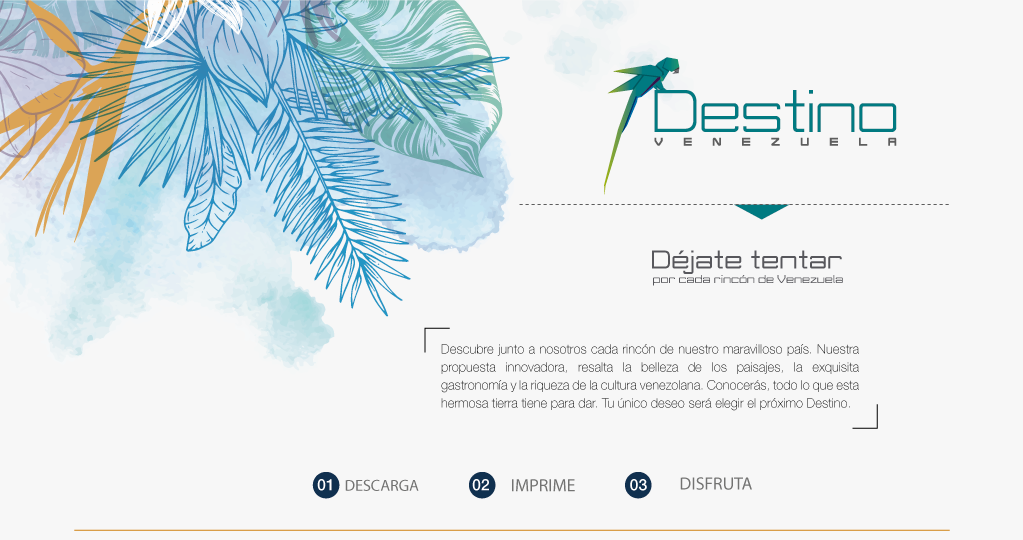 Destino
VENEZUELA
Déjate tentar
por cada rincón de Venezuela
Descubre junto a nosotros cada rincón de nuestro maravilloso país. Nuestra
propuesta innovadora, resalta la belleza de los paisajes, la exquisita
gastronomía y la riqueza de la cultura venezolana. Conocerás, todo lo que esta
hermosa tierra tiene para dar. Tu único deseo será elegir el próximo Destino.
01 DESCARGA 02 IMPRIME 03 DISFRUTA